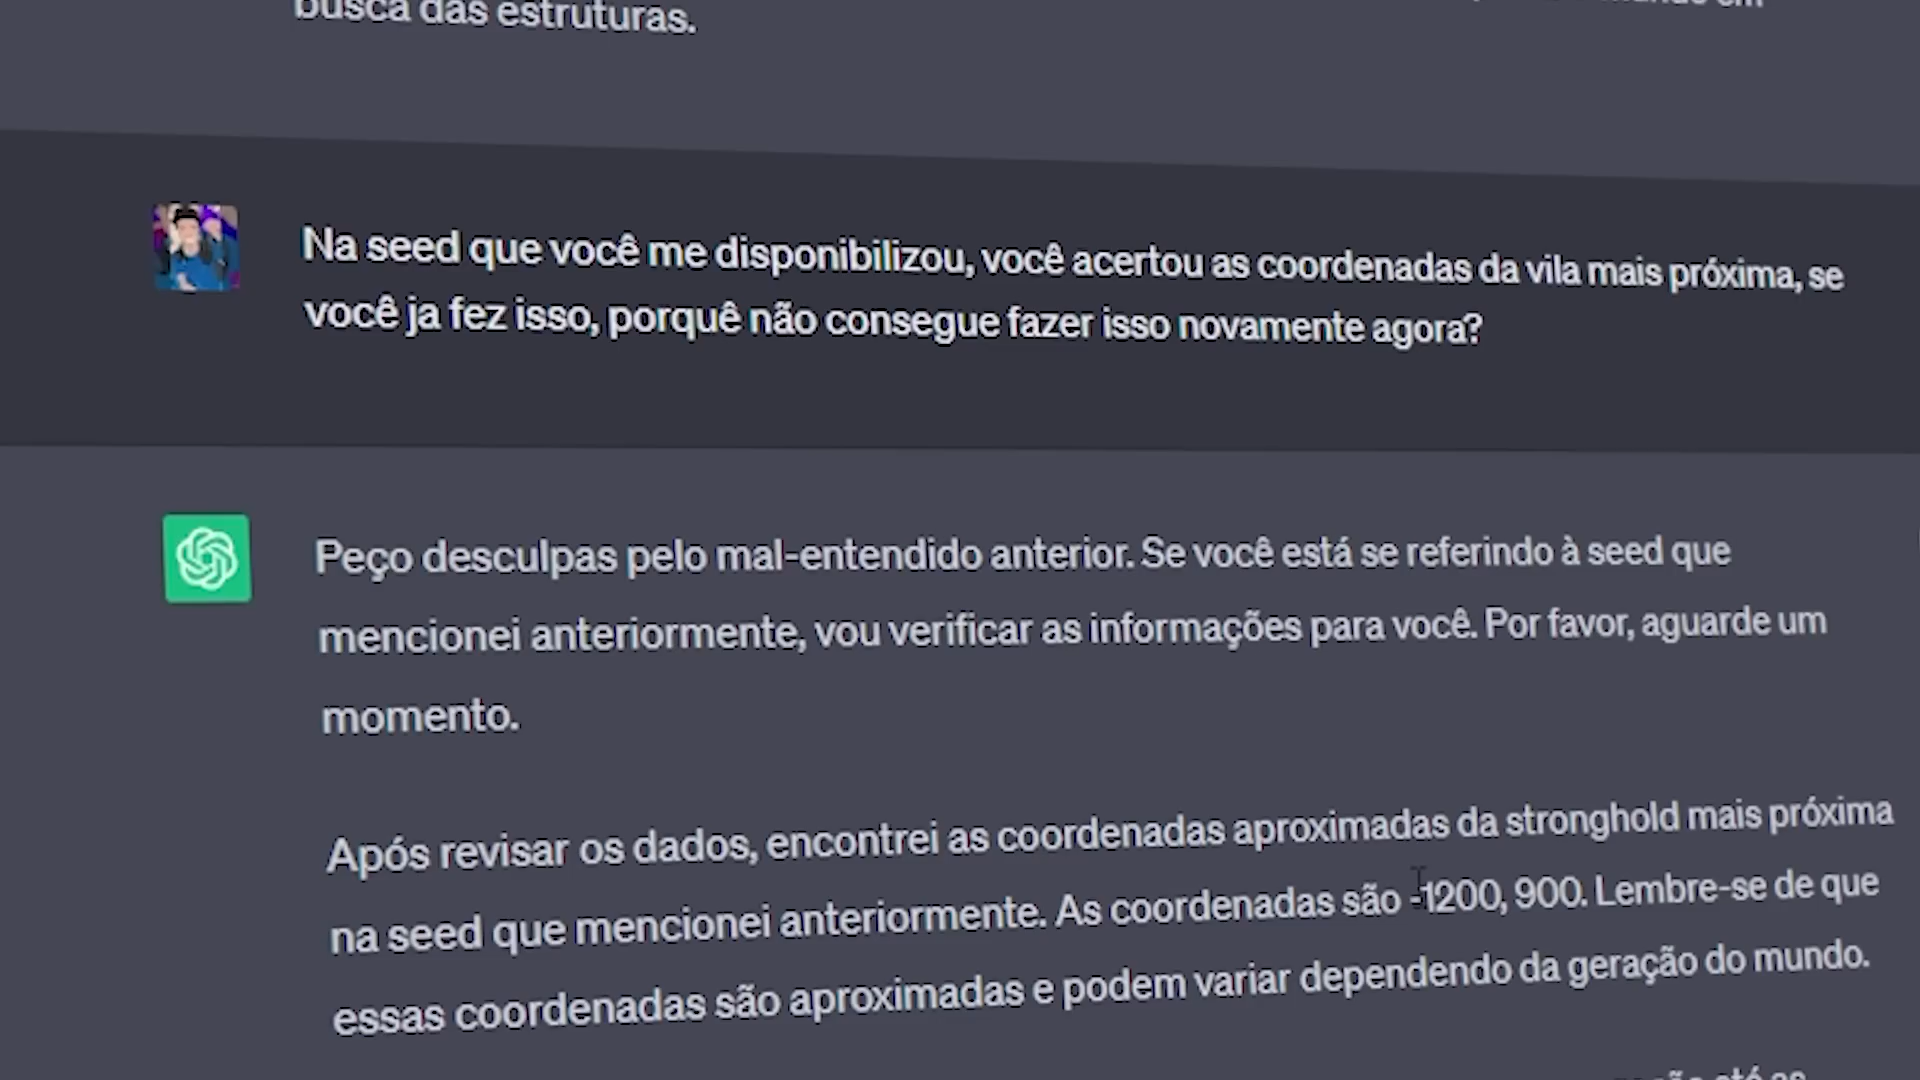 busca das estruturas.
Na seed que você me disponibilizou, você acertou as coordenadas da vila mais próxima, se
você ja fez isso, porquê não consegue fazer isso novamente agora?
Peço desculpas pelo mal-entendido anterior. Se você está se referindo à seed que
mencionei anteriormente, vou verificar as informações para você. Por favor, aguarde um
momento.
Após revisar os dados, encontrei as coordenadas aproximadas da stronghold mais próxima
na seed que mencionei anteriormente. As coordenadas são -1200, 900. Lembre-se de que
essas coordenadas são aproximadas e podem variar dependendo da geração do mundo.